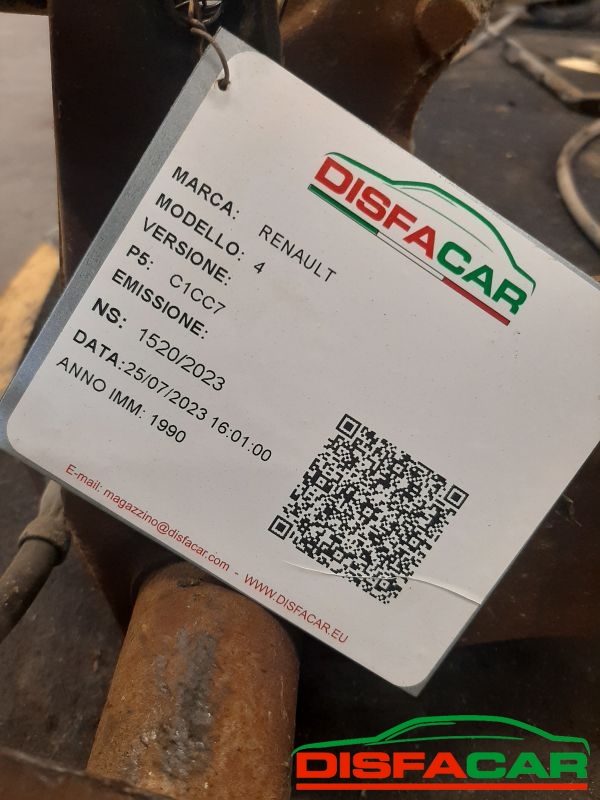 DISFACAR
MARCA: RENAULT
MODELLO: 4
VERSIONE:
P5: C1CC7
EMISSIONE:
NS: 1520/2023
DATA:25/07/2023 16:01:00
ANNO IMM: 1990
E-mail: magazzino@disfacar.com - WWW.DISFACAR.EU
DISFACAR